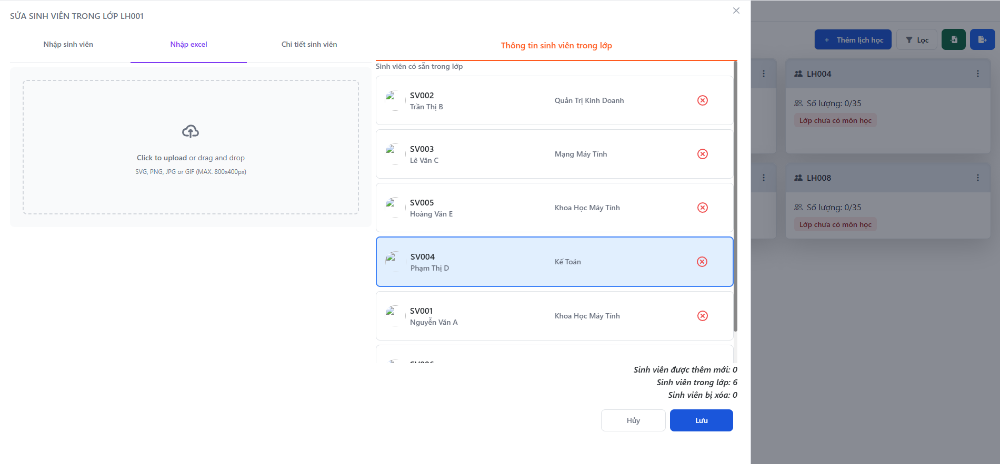 SỬA SINH VIÊN TRONG LỚP LH001
Nhập sinh viên
Nhập excel
Chi tiết sinh viên
Click to upload or drag and drop
SVG, PNG, JPG or GIF (MAX. 800x400px)
Thông tin sinh viên trong lớp
Sinh viên có sẵn trong lớp
SV002
Trần Thị B
Quản Trị Kinh Doanh
SV003
Lê Văn C
Mạng Máy Tính
SV005
Hoàng Văn E
Khoa Học Máy Tính
SV004
Phạm Thị D
Kế Toán
SV001
Nguyễn Văn A
Khoa Học Máy Tính
Sinh viên được thêm mới: 0
Sinh viên trong lớp: 6
Sinh viên bị xóa: 0
Hủy
Lưu
+ Thêm lịch học
Lọc
LH004
Số lượng: 0/35
Lớp chưa có môn học
LH008
Số lượng: 0/35
Lớp chưa có môn học